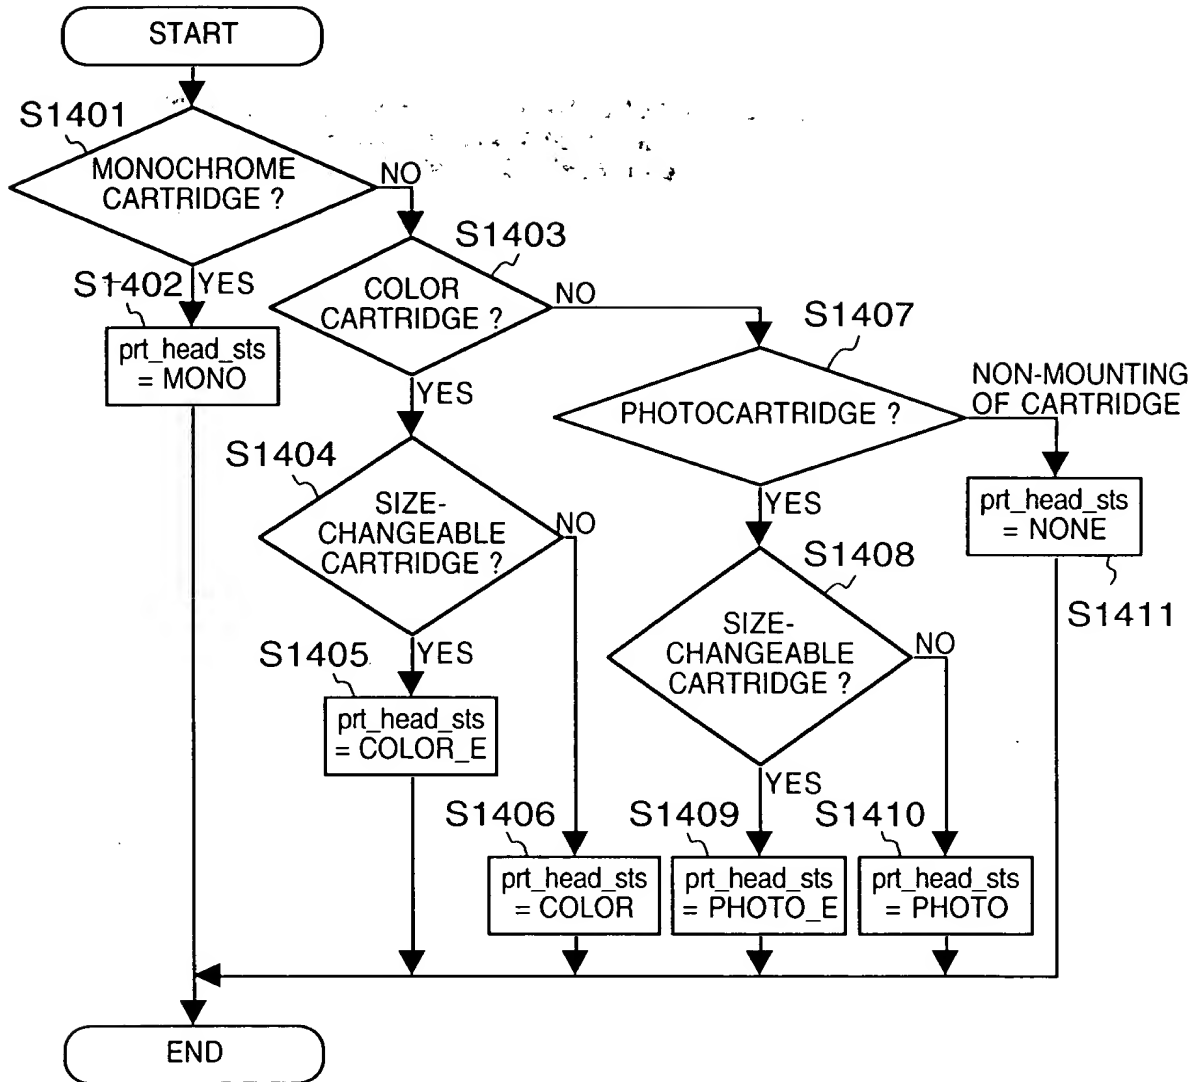 START
S1401
MONOCHROME
CARTRIDGE ?
NO
YES
S1402
prt_head_sts
= MONO
S1403
COLOR
CARTRIDGE ?
NO
YES
S1404
SIZE-
CHANGEABLE
CARTRIDGE ?
NO
YES
S1405
prt_head_sts
= COLOR_E
S1406
prt_head_sts
= COLOR
S1407
PHOTOCARTRIDGE ?
NON-MOUNTING
OF CARTRIDGE
YES
prt_head_sts
= NONE
S1411
S1408
SIZE-
CHANGEABLE
CARTRIDGE ?
NO
YES
S1409
prt_head_sts
= PHOTO_E
S1410
prt_head_sts
= PHOTO
END